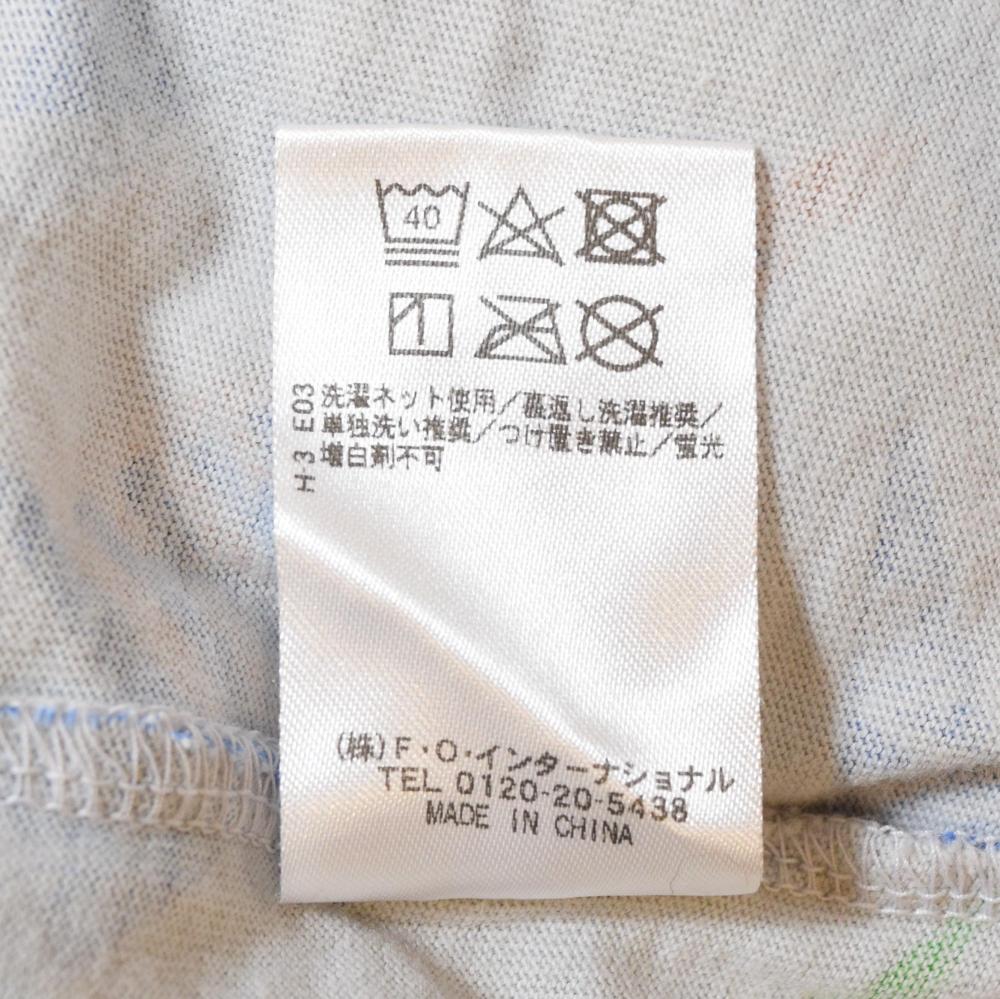 40
洗濯ネット使用／裏返し洗濯推奨／
単独洗い推奨／つけ置き禁止／蛍光
増白剤不可
H3 E03
(株)F・O・インターナショナル
TEL 0120-20-5438
MADE IN CHINA